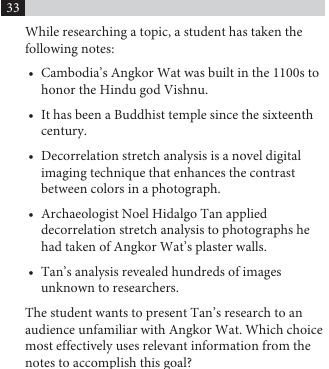 33
While researching a topic, a student has taken the
following notes:
• Cambodia's Angkor Wat was built in the 1100s to
honor the Hindu god Vishnu.
• It has been a Buddhist temple since the sixteenth
century.
• Decorrelation stretch analysis is a novel digital
imaging technique that enhances the contrast
between colors in a photograph.
• Archaeologist Noel Hidalgo Tan applied
decorrelation stretch analysis to photographs he
had taken of Angkor Wat's plaster walls.
• Tan's analysis revealed hundreds of images
unknown to researchers.
The student wants to present Tan's research to an
audience unfamiliar with Angkor Wat. Which choice
most effectively uses relevant information from the
notes to accomplish this goal?